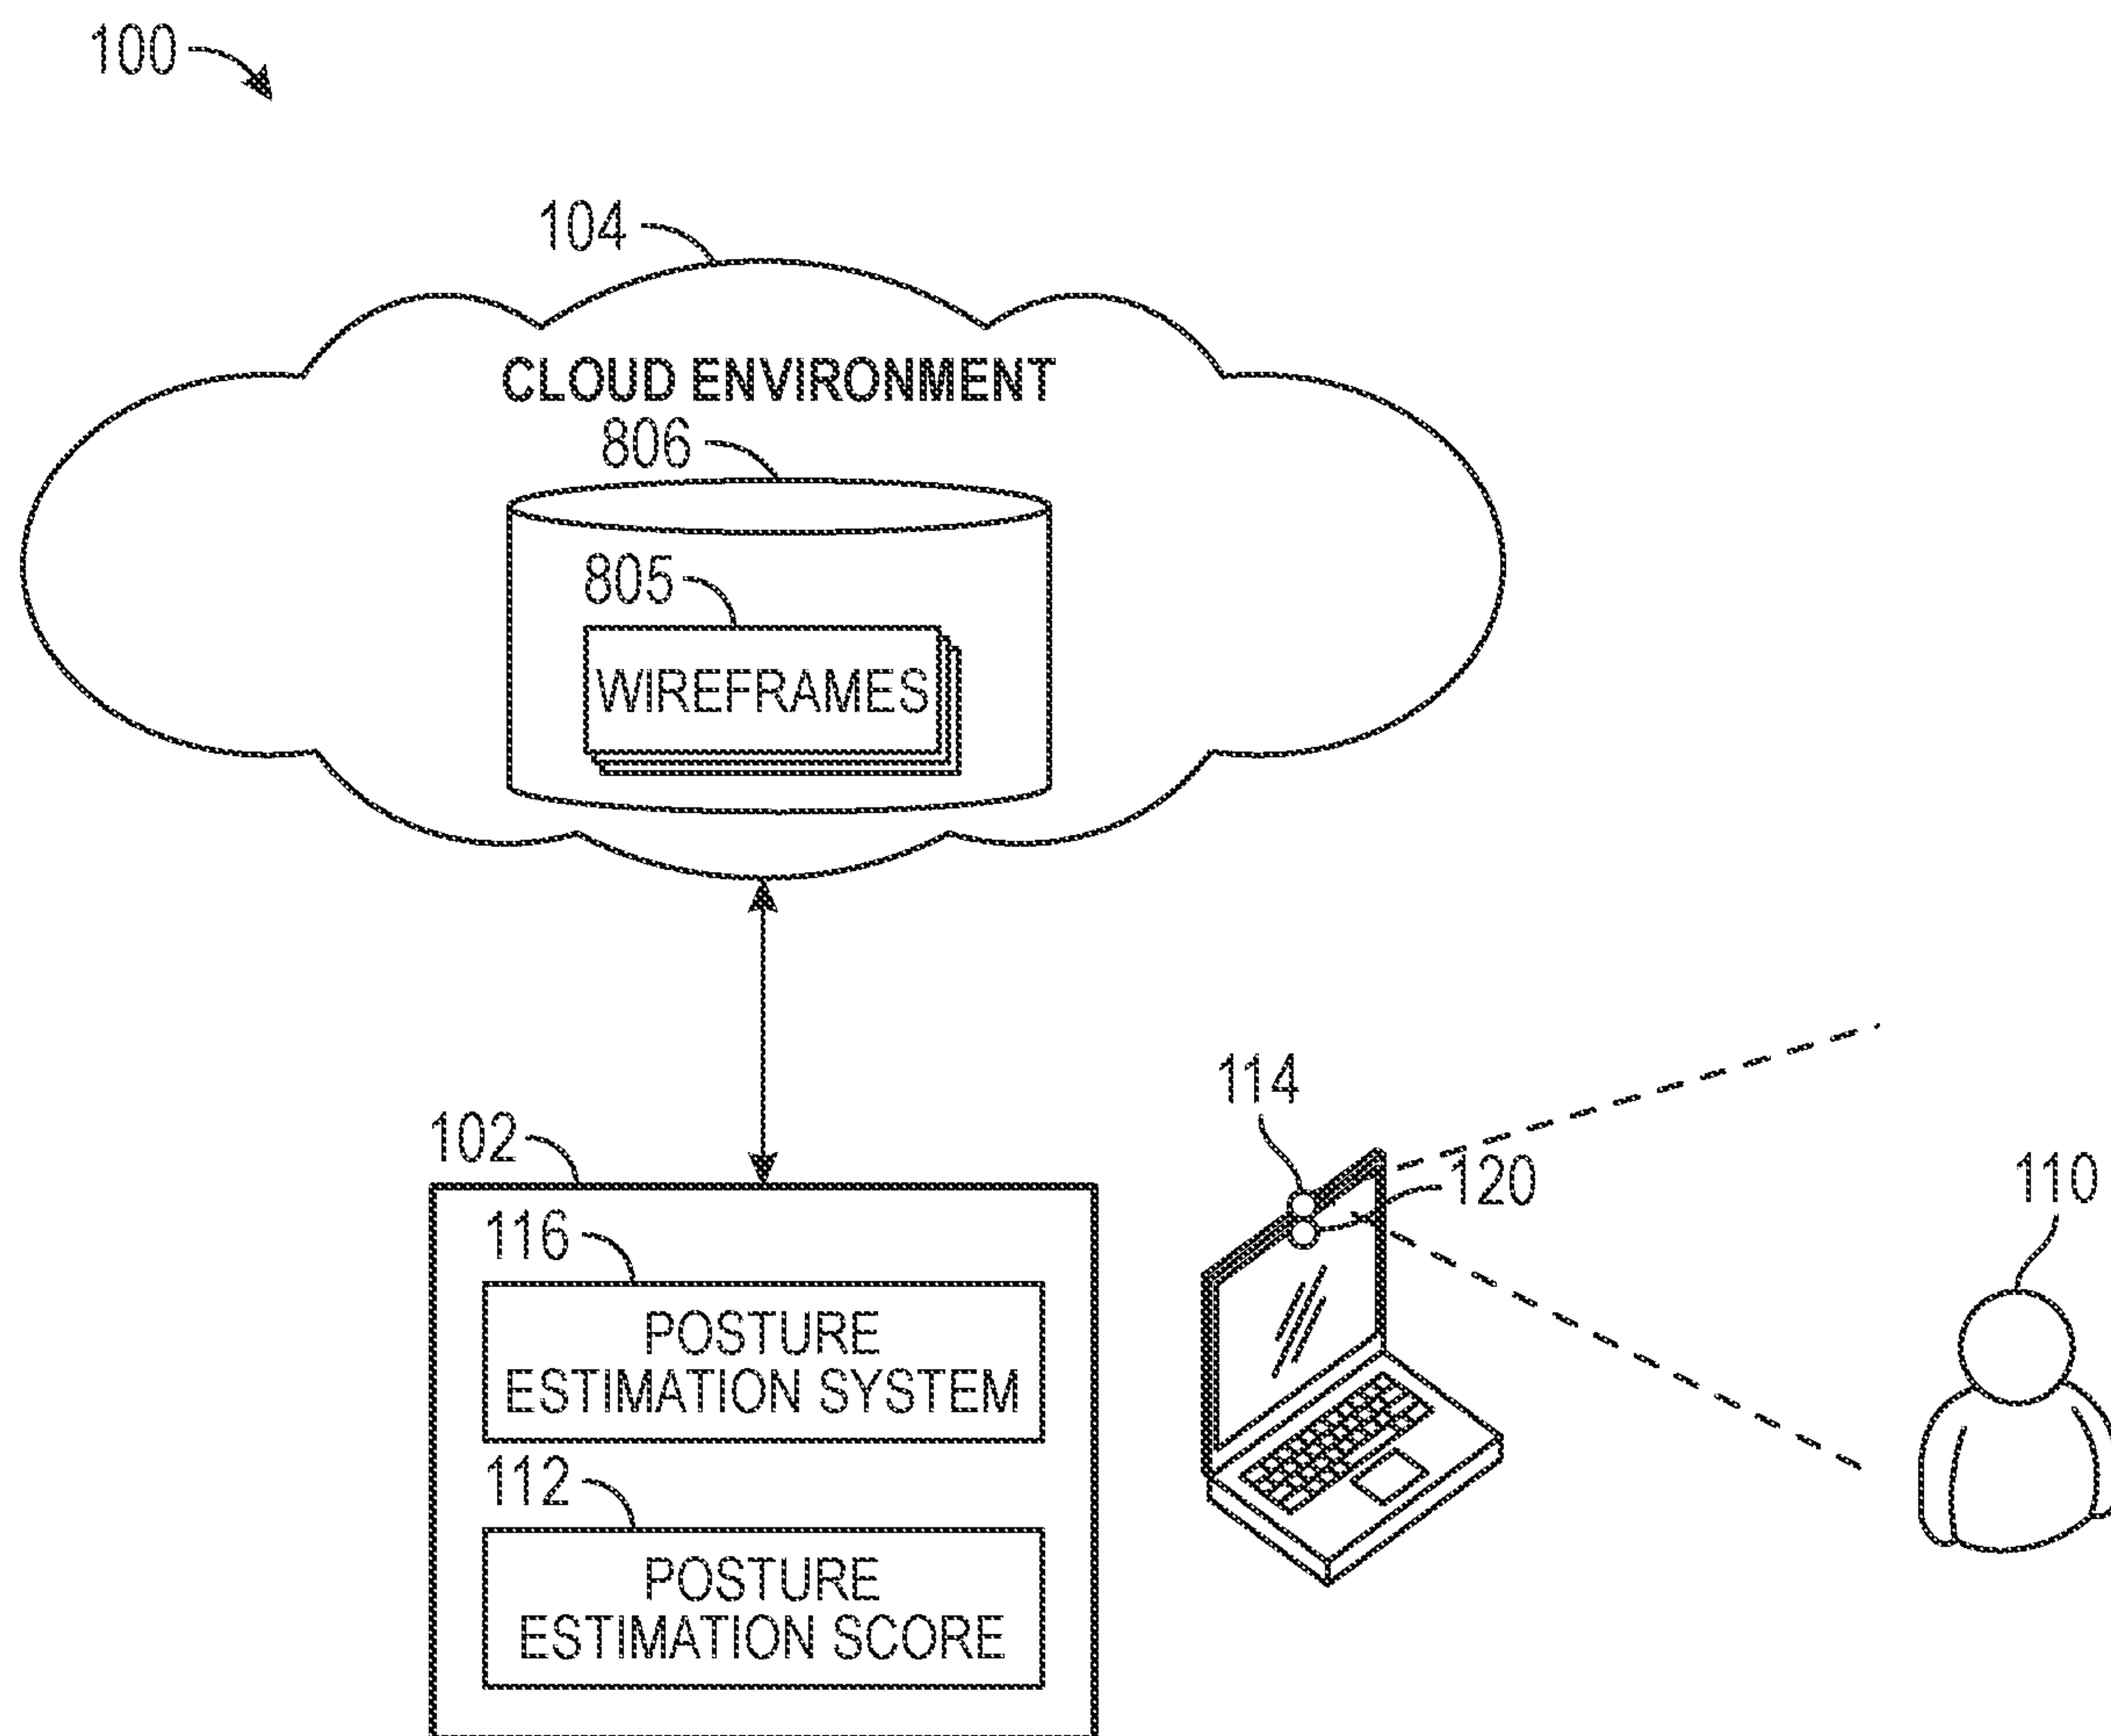 100
104
CLOUD ENVIRONMENT
806
805
WIREFRAMES
114
120
110
102
116
POSTURE
ESTIMATION SYSTEM
112
POSTURE
ESTIMATION SCORE